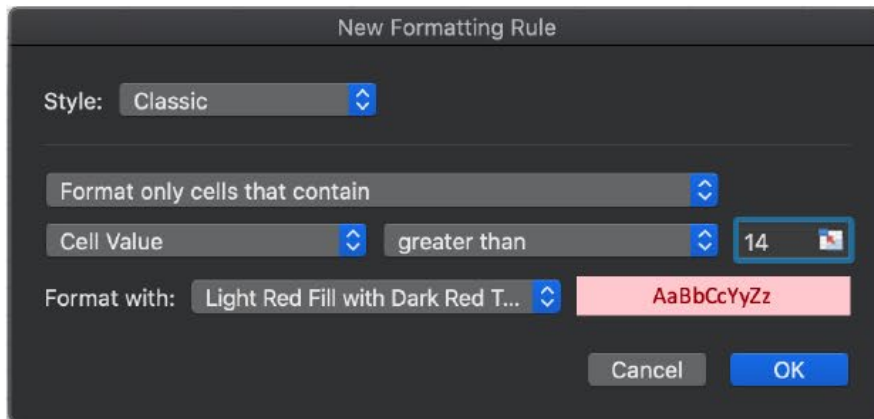 New Formatting Rule
Style: Classic
Format only cells that contain
Cell Value greater than 14
Format with: Light Red Fill with Dark Red T... AaBbCcYyZz
Cancel OK